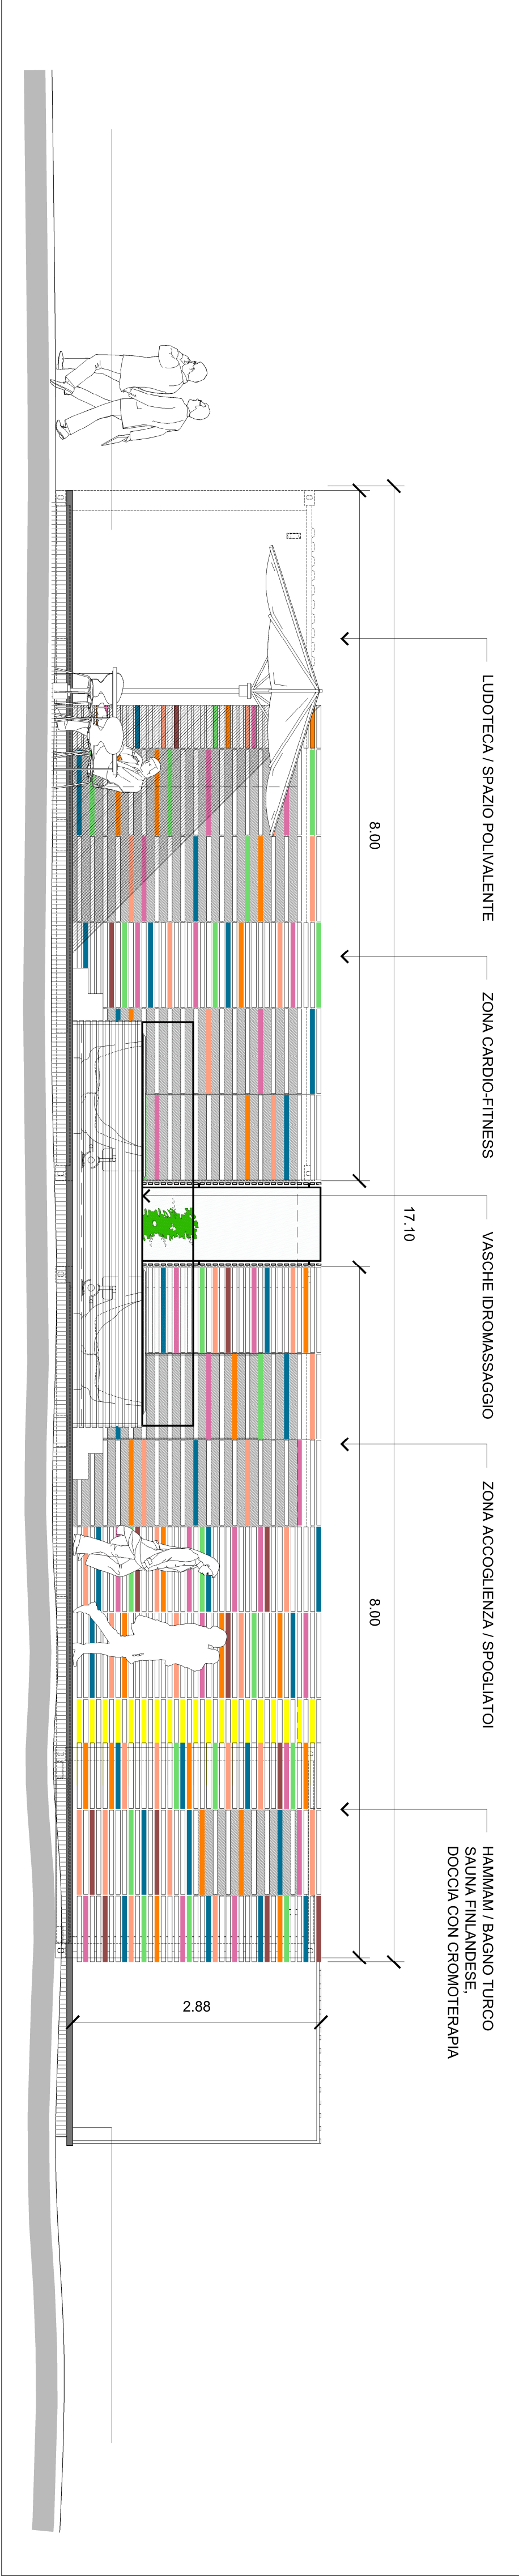 LUDOTECA / SPAZIO POLIVALENTE
ZONA CARDIO-FITNESS
VASCHE IDROMASSAGGIO
ZONA ACCOGLIENZA / SPOGLIATOI
HAMMAM / BAGNO TURCO
SAUNA FINLANDESE,
DOCCIA CON CROMOTERAPIA
17.10
8.00
8.00
2.88